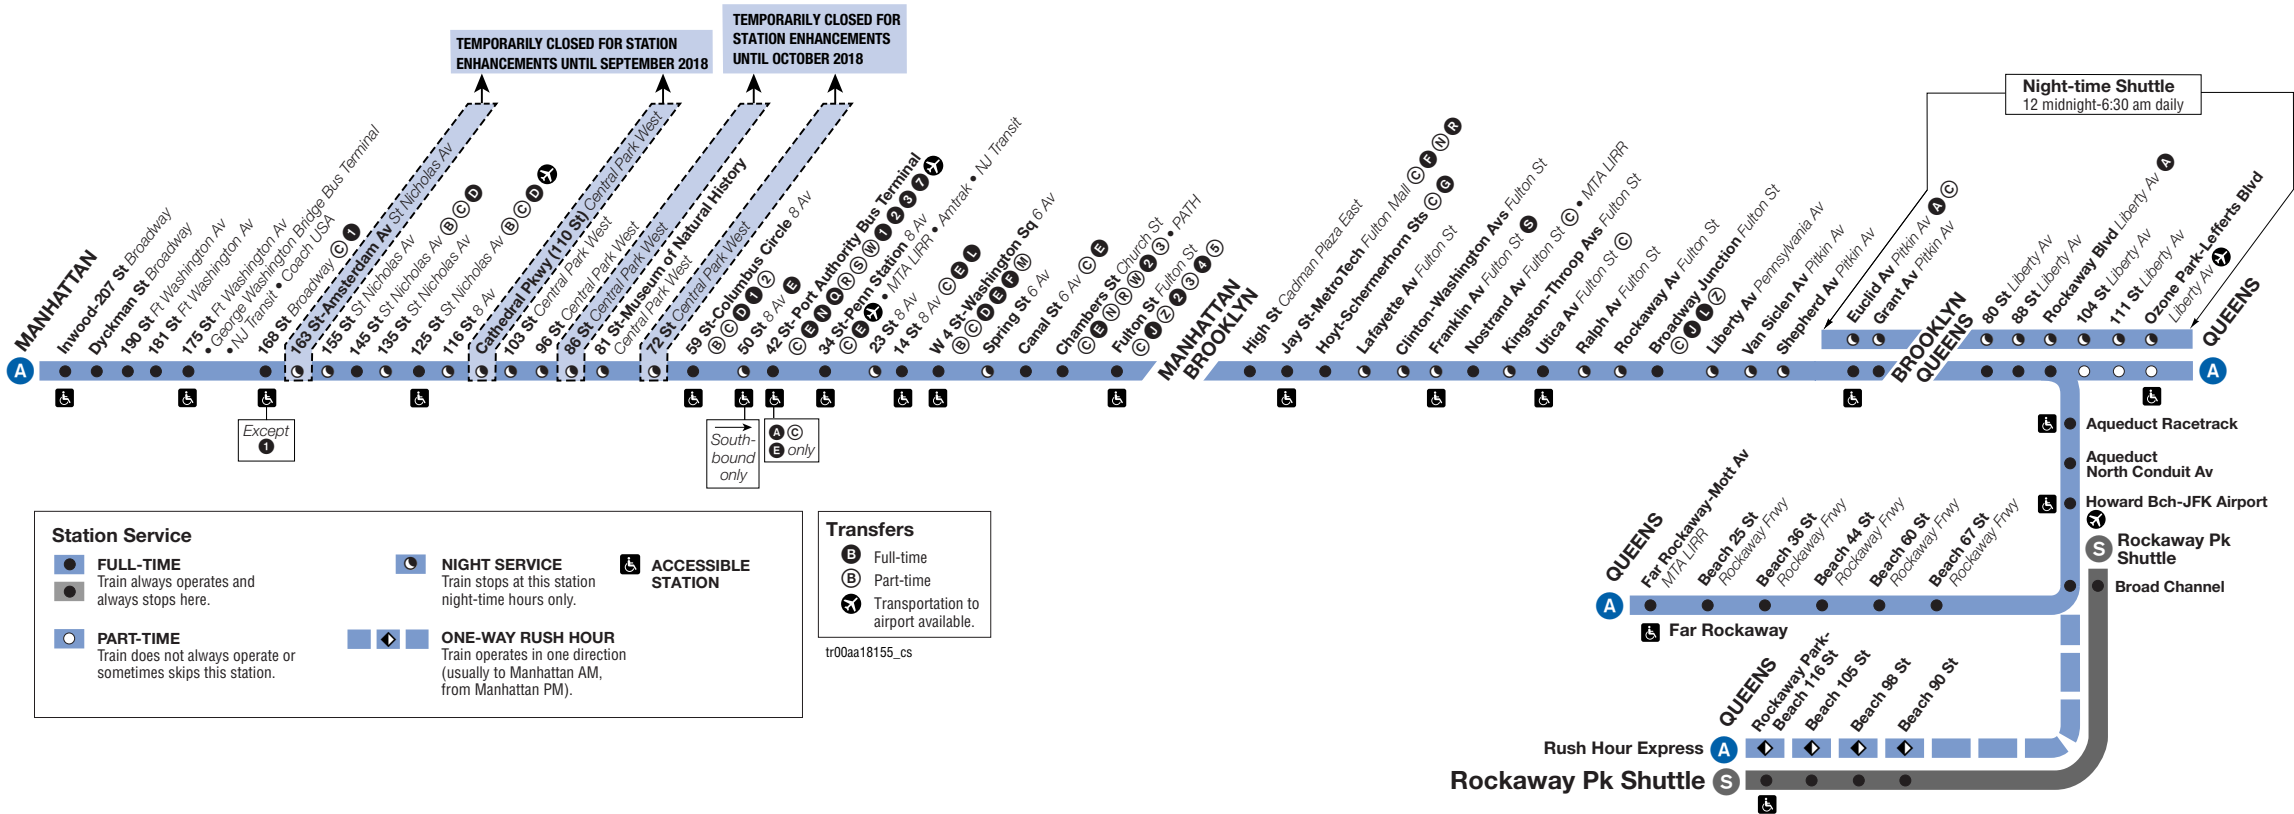 TEMPORARILY CLOSED FOR STATION
ENHANCEMENTS UNTIL SEPTEMBER 2018
TEMPORARILY CLOSED FOR
STATION ENHANCEMENTS
UNTIL OCTOBER 2018
Night-time Shuttle
12 midnight-6:30 am daily
MANHATTAN
A
Inwood-207 St Broadway
Dyckman St Broadway
190 St Ft Washington Av
181 St Ft Washington Av
175 St Ft Washington Av
• George Washington Bridge Bus Terminal
• NJ Transit • Coach USA
168 St Broadway C 1
163 St-Amsterdam Av St Nicholas Av
155 St St Nicholas Av
145 St St Nicholas Av B C D
135 St St Nicholas Av
125 St St Nicholas Av B C D
116 St 8 Av
Cathedral Pkwy (110 St) Central Park West
103 St Central Park West
96 St Central Park West
86 St Central Park West
81 St-Museum of Natural History
Central Park West
72 St Central Park West
59 St-Columbus Circle 8 Av
B C D 1 2
50 St 8 Av E
42 St- Port Authority Bus Terminal
C E N Q R S W 1 2 3 7
34 St-Penn Station 8 Av
C E • MTA LIRR • Amtrak • NJ Transit
23 St 8 Av
14 St 8 Av C E L
W 4 St-Washington Sq 6 Av
B C D E F M
Spring St 6 Av
Canal St 6 Av C E
Chambers St Church St
C E N R W 2 3 • PATH
Fulton St Fulton St
C J Z 2 3 4 5
MANHATTAN
BROOKLYN
High St Cadman Plaza East
Jay St-MetroTech Fulton Mall C F N R
Hoyt-Schermerhorn Sts C G
Lafayette Av Fulton St
Clinton-Washington Avs Fulton St
Franklin Av Fulton St S
Nostrand Av Fulton St C • MTA LIRR
Kingston-Throop Avs Fulton St
Utica Av Fulton St C
Ralph Av Fulton St
Rockaway Av Fulton St
Broadway Junction Fulton St
C J L Z
Liberty Av Pennsylvania Av
Van Siclen Av Pitkin Av
Shepherd Av Pitkin Av
Euclid Av Pitkin Av A C
Grant Av Pitkin Av
BROOKLYN
QUEENS
80 St Liberty Av
88 St Liberty Av
Rockaway Blvd Liberty Av A
104 St Liberty Av
111 St Liberty Av
Ozone Park-Lefferts Blvd
Liberty Av
QUEENS
A
Except
1
South-
bound
only
A C
E only
Aqueduct Racetrack
Aqueduct
North Conduit Av
Howard Bch-JFK Airport
S Rockaway Pk
Shuttle
Broad Channel
QUEENS
A
Far Rockaway-Mott Av
MTA LIRR
Beach 25 St
Rockaway Frwy
Beach 36 St
Rockaway Frwy
Beach 44 St
Rockaway Frwy
Beach 60 St
Rockaway Frwy
Beach 67 St
Rockaway Frwy
Far Rockaway
QUEENS
Rockaway Park-
Beach 116 St
Beach 105 St
Beach 98 St
Beach 90 St
Rush Hour Express A
Rockaway Pk Shuttle S
Station Service
FULL-TIME
Train always operates and
always stops here.
PART-TIME
Train does not always operate or
sometimes skips this station.
NIGHT SERVICE
Train stops at this station
night-time hours only.
ONE-WAY RUSH HOUR
Train operates in one direction
(usually to Manhattan AM,
from Manhattan PM).
ACCESSIBLE
STATION
Transfers
B Full-time
B Part-time
Transportation to
airport available.
tr00aa18155_cs